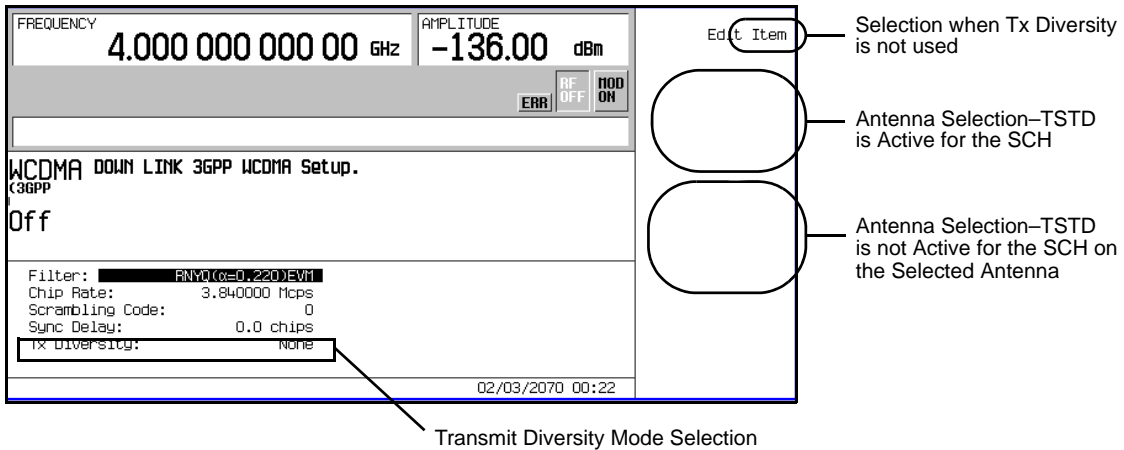 FREQUENCY
4.000 000 000 00 GHz
AMPLITUDE
-136.00 dBm
ERR
RF OFF
MOD ON
WCDMA DOWN LINK 3GPP WCDMA Setup.
(3GPP
Off
Filter: RNYQ(α=0.220)EVM
Chip Rate: 3.840000 Mcps
Scrambling Code: 0
Sync Delay: 0.0 chips
Tx Diversity: None
02/03/2070 00:22
Edit Item
Selection when Tx Diversity
is not used
Antenna Selection–TSTD
is Active for the SCH
Antenna Selection–TSTD
is not Active for the SCH on
the Selected Antenna
Transmit Diversity Mode Selection